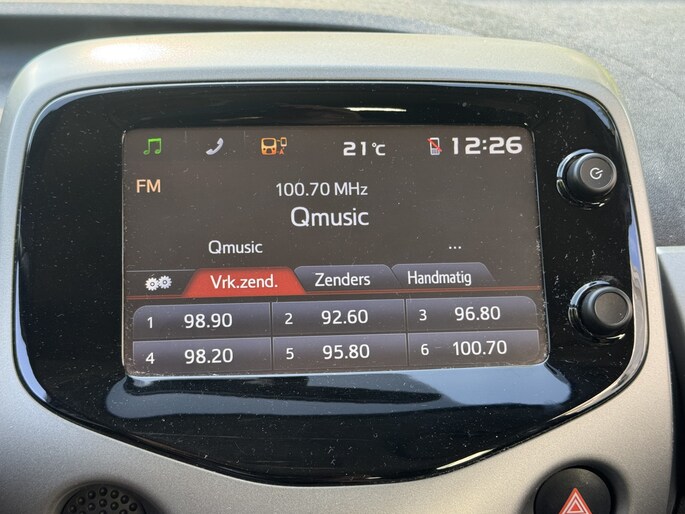 21°C 12:26
FM
100.70 MHz
Qmusic
Qmusic ...
Vrk.zend. Zenders Handmatig
1 98.90 2 92.60 3 96.80
4 98.20 5 95.80 6 100.70